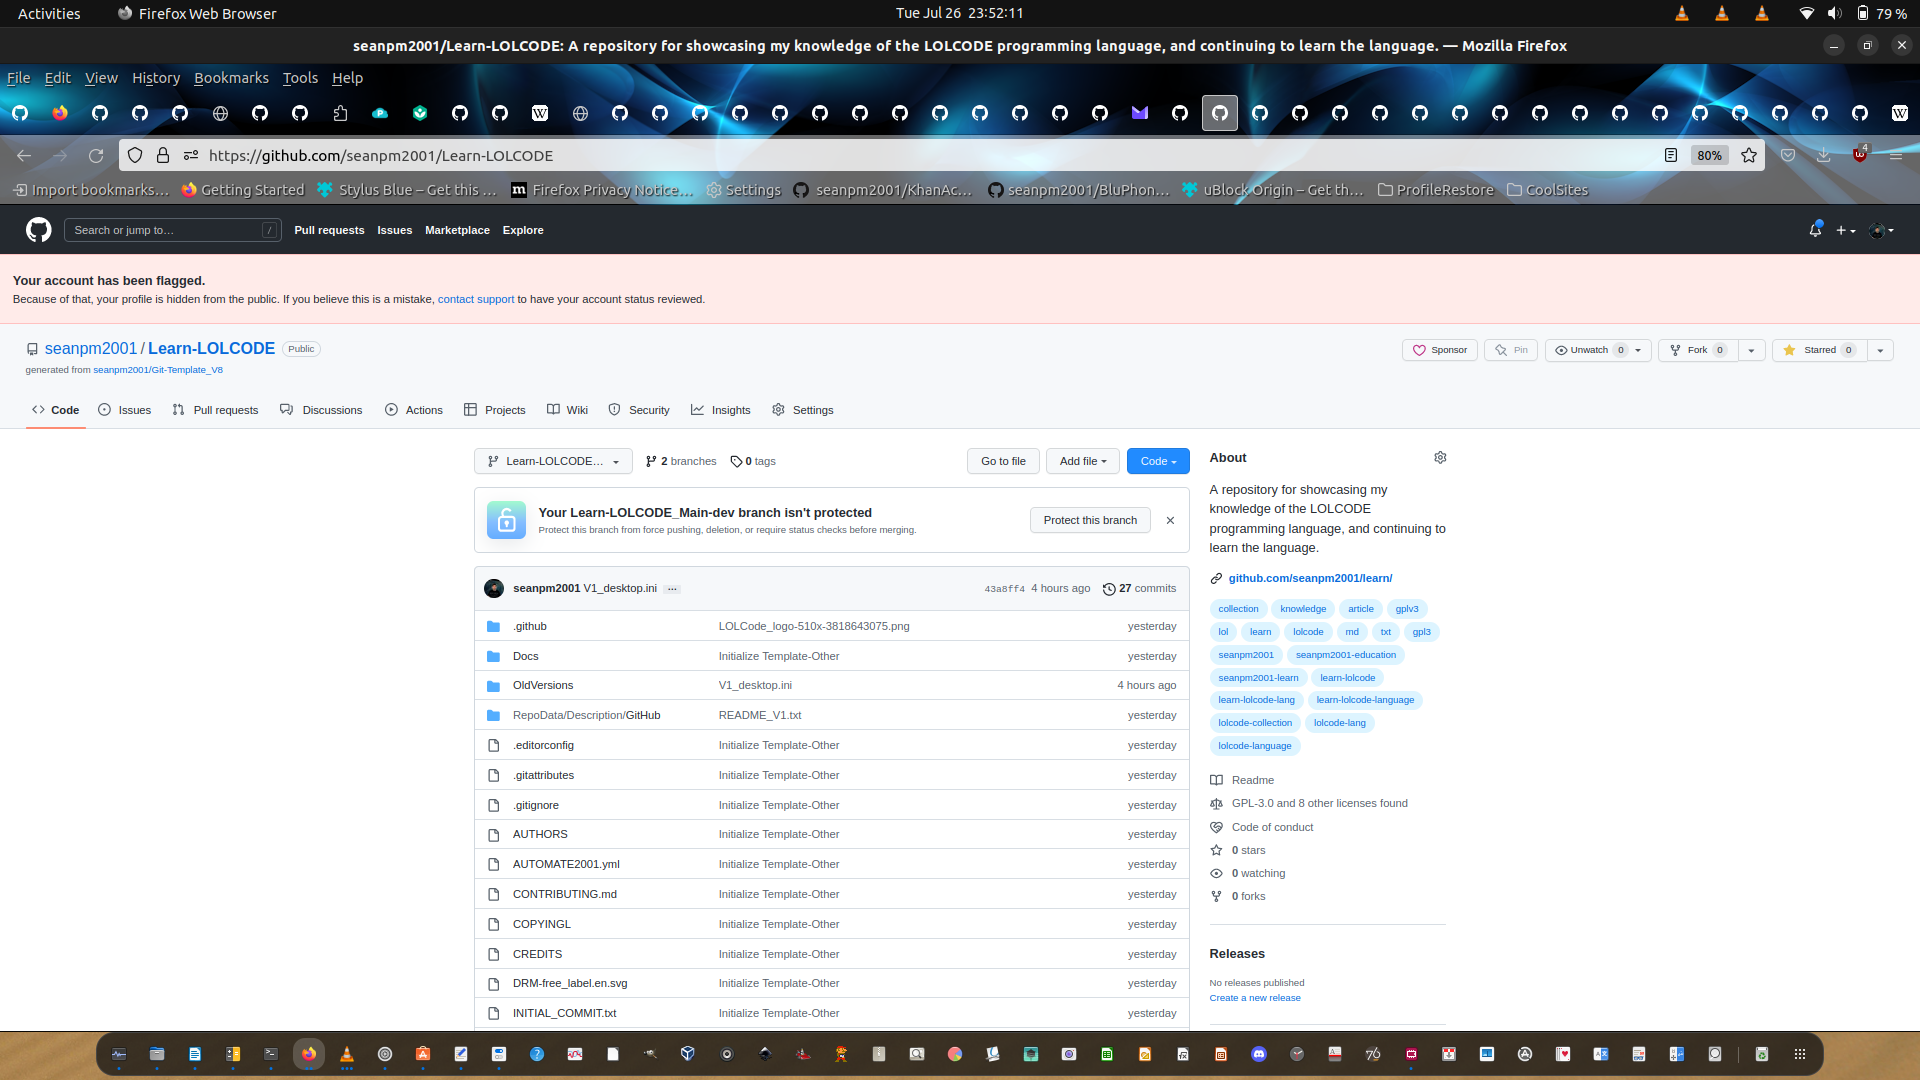 Activities Firefox Web Browser Tue Jul 26 23:52:11 79 %
seanpm2001/Learn-LOLCODE: A repository for showcasing my knowledge of the LOLCODE programming language, and continuing to learn the language. — Mozilla Firefox
File Edit View History Bookmarks Tools Help
https://github.com/seanpm2001/Learn-LOLCODE 80% 4
Import bookmarks… Getting Started Stylus Blue – Get this … Firefox Privacy Notice… Settings seanpm2001/KhanAc… seanpm2001/BluPhon… uBlock Origin – Get th… ProfileRestore CoolSites
Search or jump to… / Pull requests Issues Marketplace Explore
Your account has been flagged.
Because of that, your profile is hidden from the public. If you believe this is a mistake, contact support to have your account status reviewed.
seanpm2001 / Learn-LOLCODE Public Sponsor Pin Unwatch 0 Fork 0 Starred 0
generated from seanpm2001/Git-Template_V8
Code Issues Pull requests Discussions Actions Projects Wiki Security Insights Settings
Learn-LOLCODE… 2 branches 0 tags Go to file Add file Code
Your Learn-LOLCODE_Main-dev branch isn't protected
Protect this branch from force pushing, deletion, or require status checks before merging.
Protect this branch
seanpm2001 V1_desktop.ini … 43a8ff4 4 hours ago 27 commits
.github LOLCode_logo-510x-3818643075.png yesterday
Docs Initialize Template-Other yesterday
OldVersions V1_desktop.ini 4 hours ago
RepoData/Description/GitHub README_V1.txt yesterday
.editorconfig Initialize Template-Other yesterday
.gitattributes Initialize Template-Other yesterday
.gitignore Initialize Template-Other yesterday
AUTHORS Initialize Template-Other yesterday
AUTOMATE2001.yml Initialize Template-Other yesterday
CONTRIBUTING.md Initialize Template-Other yesterday
COPYINGL Initialize Template-Other yesterday
CREDITS Initialize Template-Other yesterday
DRM-free_label.en.svg Initialize Template-Other yesterday
INITIAL_COMMIT.txt Initialize Template-Other yesterday
About
A repository for showcasing my
knowledge of the LOLCODE
programming language, and continuing to
learn the language.
github.com/seanpm2001/learn/
collection knowledge article gplv3
lol learn lolcode md txt gpl3
seanpm2001 seanpm2001-education
seanpm2001-learn learn-lolcode
learn-lolcode-lang learn-lolcode-language
lolcode-collection lolcode-lang
lolcode-language
Readme
GPL-3.0 and 8 other licenses found
Code of conduct
0 stars
0 watching
0 forks
Releases
No releases published
Create a new release